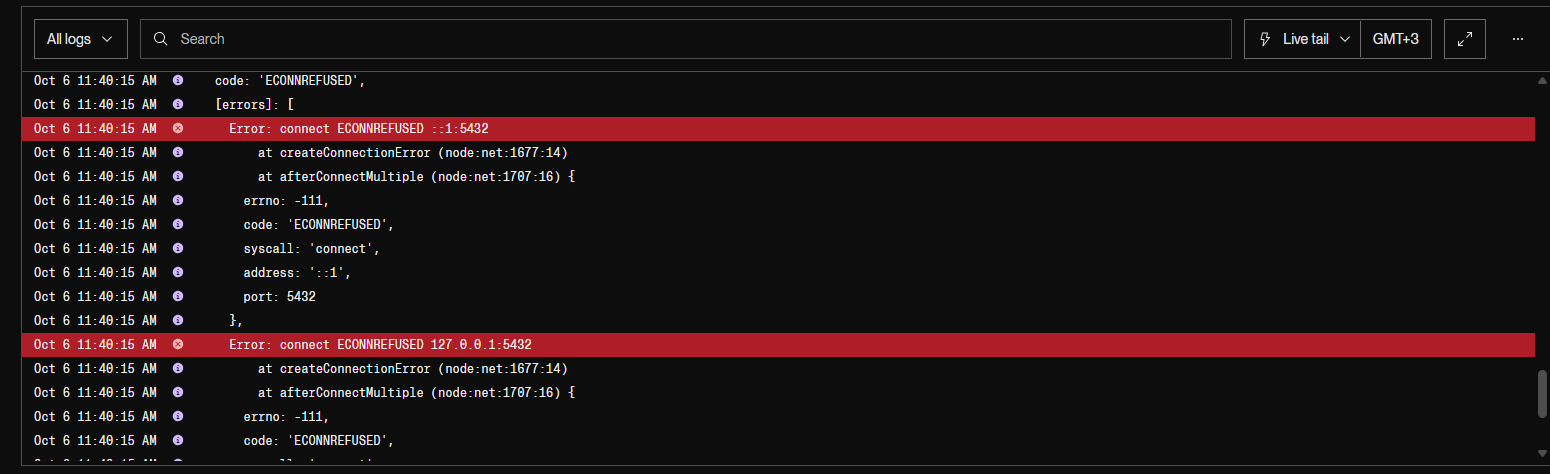 All logs Search Live tail GMT+3 ...
Oct 6 11:40:15 AM code: 'ECONNREFUSED',
Oct 6 11:40:15 AM [errors]: [
Oct 6 11:40:15 AM Error: connect ECONNREFUSED ::1:5432
Oct 6 11:40:15 AM at createConnectionError (node:net:1677:14)
Oct 6 11:40:15 AM at afterConnectMultiple (node:net:1707:16) {
Oct 6 11:40:15 AM errno: -111,
Oct 6 11:40:15 AM code: 'ECONNREFUSED',
Oct 6 11:40:15 AM syscall: 'connect',
Oct 6 11:40:15 AM address: '::1',
Oct 6 11:40:15 AM port: 5432
Oct 6 11:40:15 AM },
Oct 6 11:40:15 AM Error: connect ECONNREFUSED 127.0.0.1:5432
Oct 6 11:40:15 AM at createConnectionError (node:net:1677:14)
Oct 6 11:40:15 AM at afterConnectMultiple (node:net:1707:16) {
Oct 6 11:40:15 AM errno: -111,
Oct 6 11:40:15 AM code: 'ECONNREFUSED',